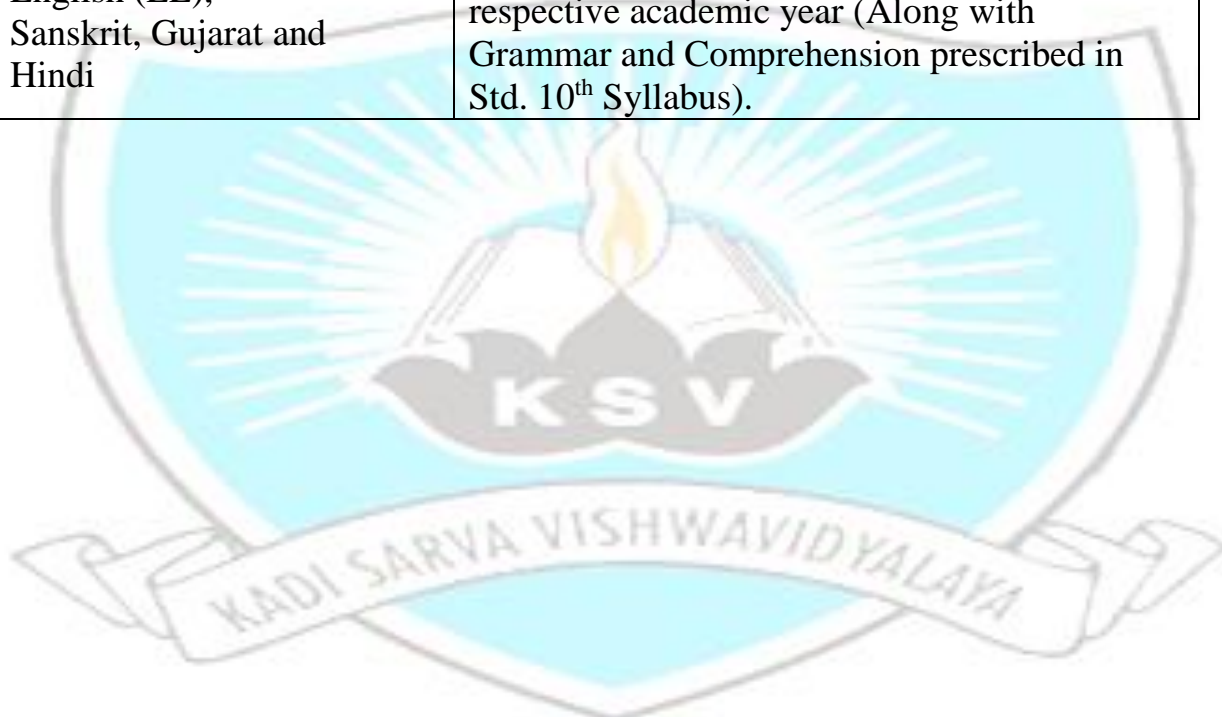 English (LL),
Sanskrit, Gujarat and
Hindi
respective academic year (Along with
Grammar and Comprehension prescribed in
Std. 10th Syllabus).
KSV
KADI SARVA VISHWAVIDYALAYA